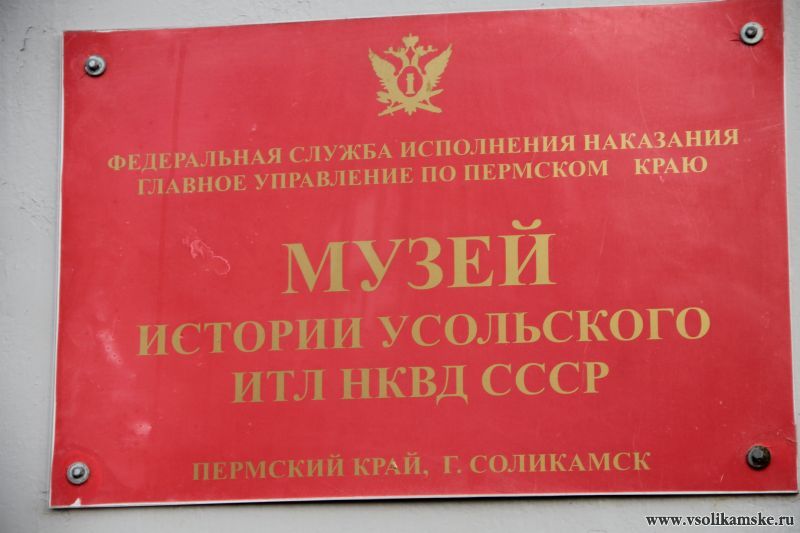 ФЕДЕРАЛЬНАЯ СЛУЖБА ИСПОЛНЕНИЯ НАКАЗАНИЯ
ГЛАВНОЕ УПРАВЛЕНИЕ ПО ПЕРМСКОМ КРАЮ
МУЗЕЙ
ИСТОРИИ УСОЛЬСКОГО
ИТЛ НКВД СССР
ПЕРМСКИЙ КРАЙ, Г. СОЛИКАМСК
www.vsolikamske.ru